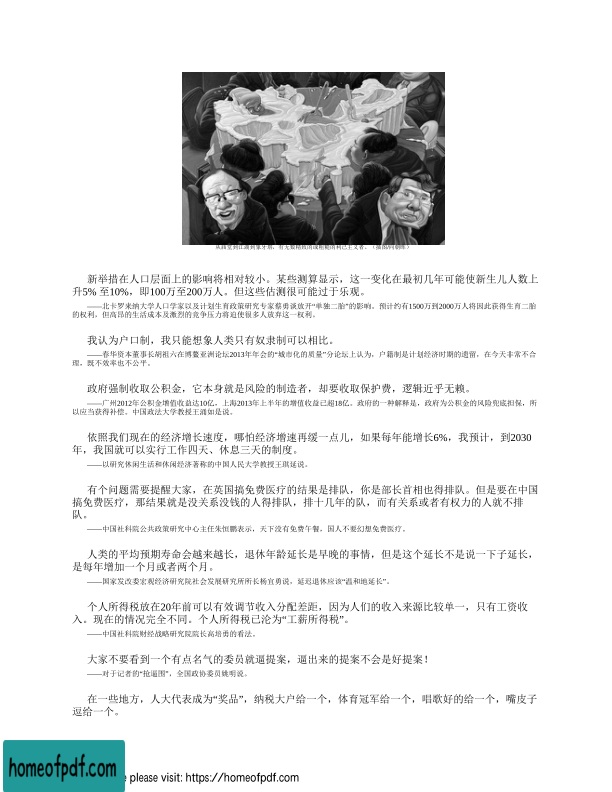 从路堂到江湖到象牙塔，有无数精致的或粗糙的利己主义者。（插图/向朝晖）
新举措在人口层面上的影响将相对较小。某些测算显示，这一变化在最初几年可能使新生儿人数上
升5% 至10%，即100万至200万人。但这些估测很可能过于乐观。
——北卡罗来纳大学人口学家以及计划生育政策研究专家蔡勇谈放开“单独二胎”的影响。预计约有1500万到2000万人将因此获得生育二胎
的权利。但高昂的生活成本及激烈的竞争压力将迫使很多人放弃这一权利。
我认为户口制，我只能想象人类只有奴隶制可以相比。
——春华资本董事长胡祖六在博鳌亚洲论坛2013年年会的“城市化的质量”分论坛上认为，户籍制是计划经济时期的遗留，在今天非常不合
理，既不效率也不公平。
政府强制收取公积金，它本身就是风险的制造者，却要收取保护费，逻辑近乎无赖。
——广州2012年公积金增值收益达10亿，上海2013年上半年的增值收益已超18亿。政府的一种解释是，政府为公积金的风险兜底担保，所
以应当获得补偿。中国政法大学教授王涌如是说。
依照我们现在的经济增长速度，哪怕经济增速再缓一点儿，如果每年能增长6%，我预计，到2030
年，我国就可以实行工作四天、休息三天的制度。
——以研究休闲生活和休闲经济著称的中国人民大学教授王琪延说。
有个问题需要提醒大家，在英国搞免费医疗的结果是排队，你是部长首相也得排队。但是要在中国
搞免费医疗，那结果就是没关系没钱的人得排队，排十几年的队，而有关系或者有权力的人就不排
队。
——中国社科院公共政策研究中心主任朱恒鹏表示，天下没有免费午餐，国人不要幻想免费医疗。
人类的平均预期寿命会越来越长，退休年龄延长是早晚的事情，但是这个延长不是说一下子延长，
是每年增加一个月或者两个月。
——国家发改委宏观经济研究院社会发展研究所所长杨宜勇说，延迟退休应该“温和地延长”。
个人所得税放在20年前可以有效调节收入分配差距，因为人们的收入来源比较单一，只有工资收
入。现在的情况完全不同。个人所得税已沦为“工薪所得税”。
——中国社科院财经战略研究院院长高培勇的看法。
大家不要看到一个有点名气的委员就逼提案，逼出来的提案不会是好提案！
——对于记者的“抢逼围”，全国政协委员姚明说。
在一些地方，人大代表成为“奖品”，纳税大户给一个，体育冠军给一个，唱歌好的给一个，嘴皮子
逗给一个。
homeofpdf.com
e please visit: https://homeofpdf.com